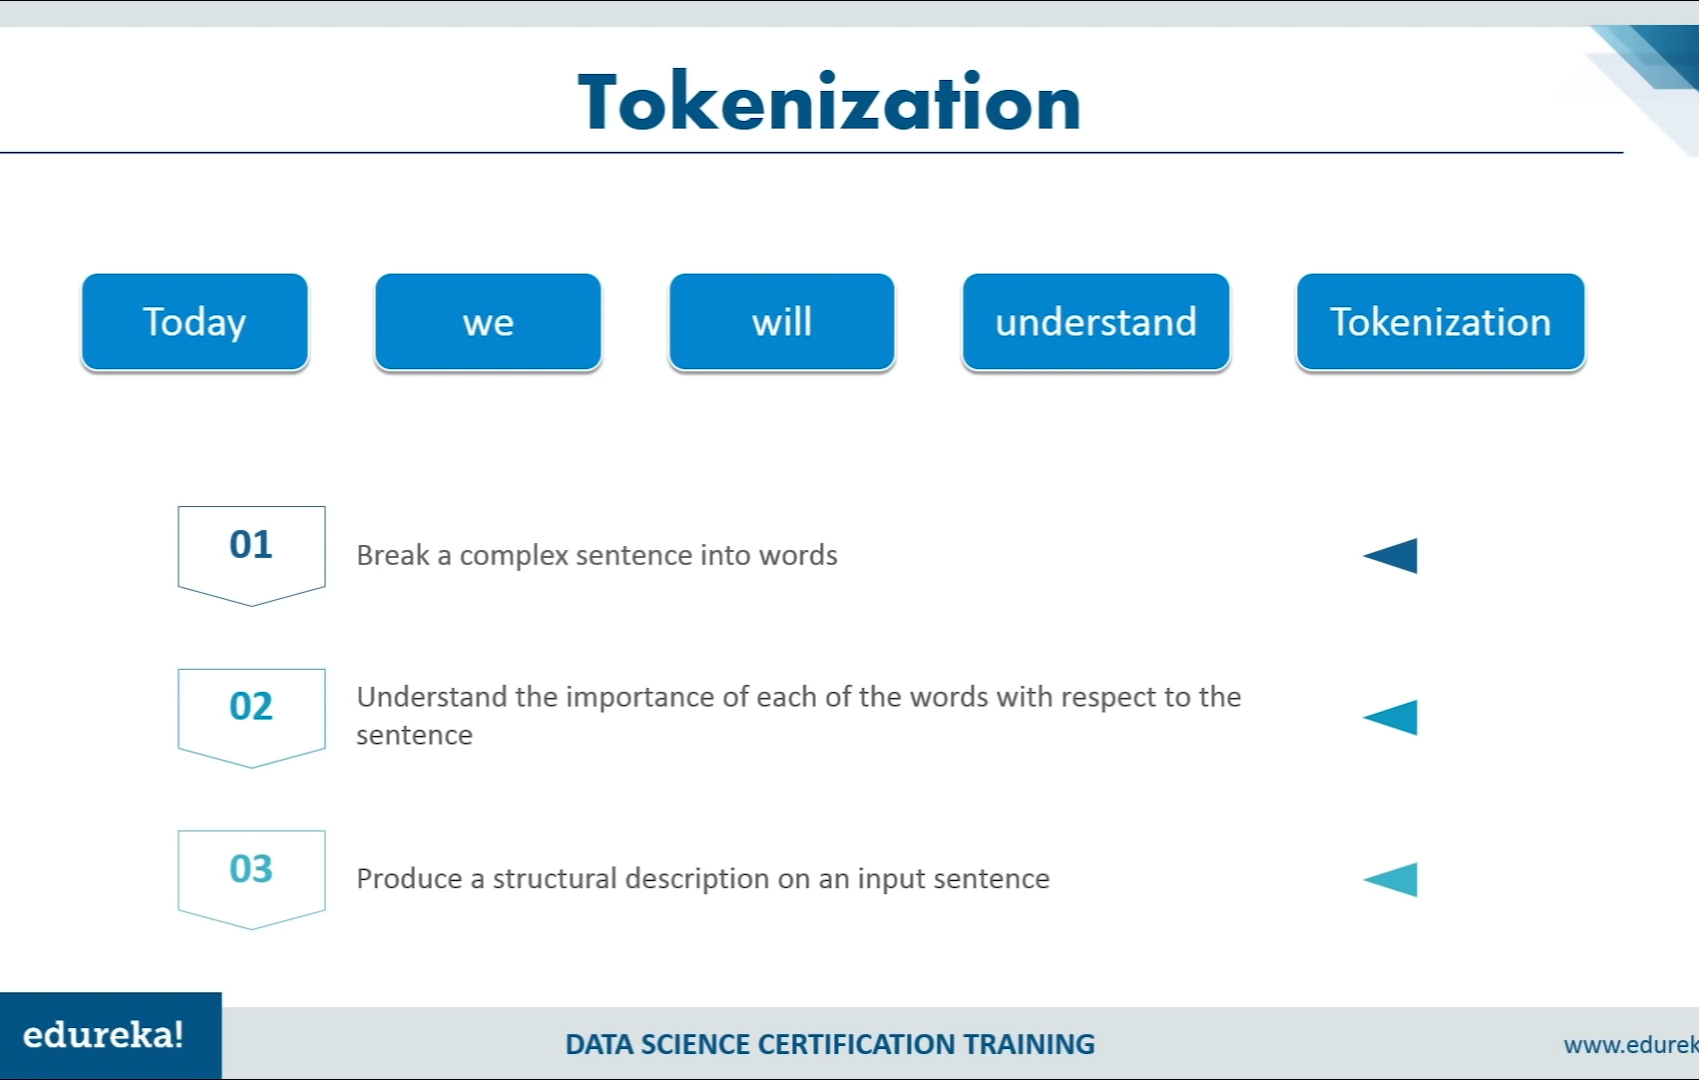 Tokenization
Today we will understand Tokenization
01 Break a complex sentence into words
02 Understand the importance of each of the words with respect to the
sentence
03 Produce a structural description on an input sentence
edureka!
DATA SCIENCE CERTIFICATION TRAINING
www.edurek